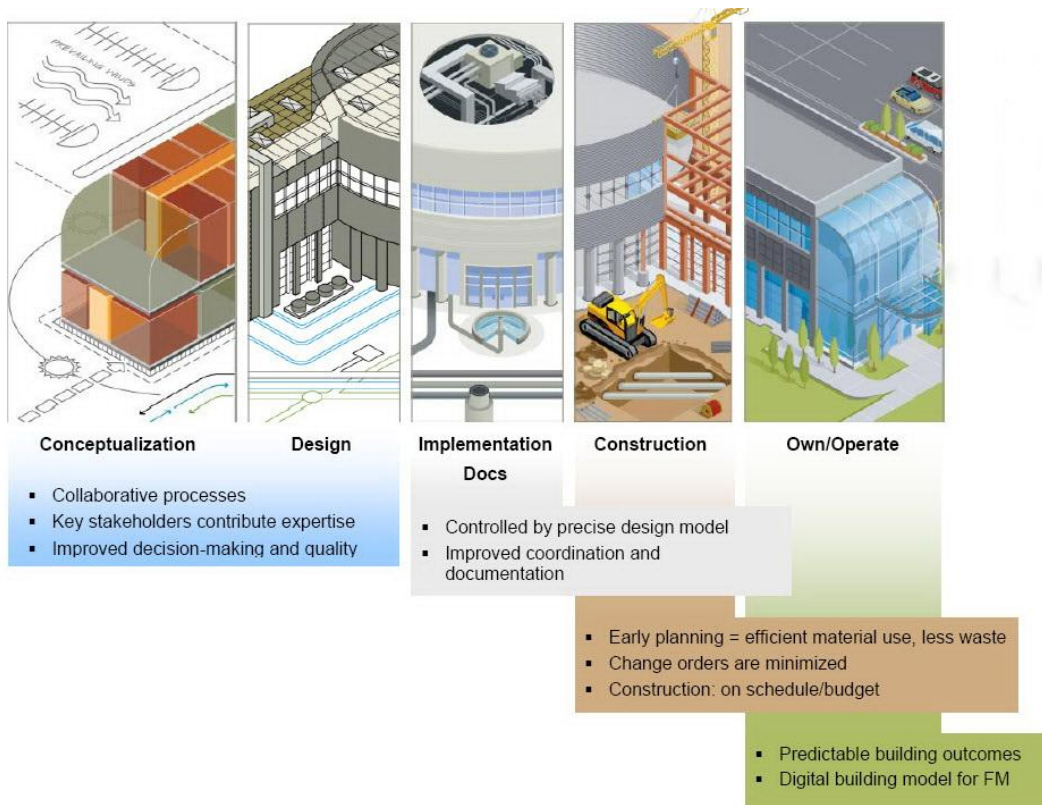 PREVAILING WINDS
Conceptualization
Design
Implementation
Docs
Construction
Own/Operate
▪ Collaborative processes
▪ Key stakeholders contribute expertise
▪ Improved decision-making and quality
▪ Controlled by precise design model
▪ Improved coordination and
documentation
▪ Early planning = efficient material use, less waste
▪ Change orders are minimized
▪ Construction: on schedule/budget
▪ Predictable building outcomes
▪ Digital building model for FM